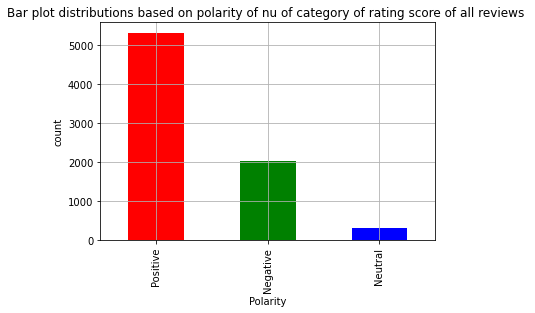 Bar plot distributions based on polarity of nu of category of rating score of all reviews
5000
4000
3000
2000
1000
0
count
Positive
Negative
Neutral
Polarity